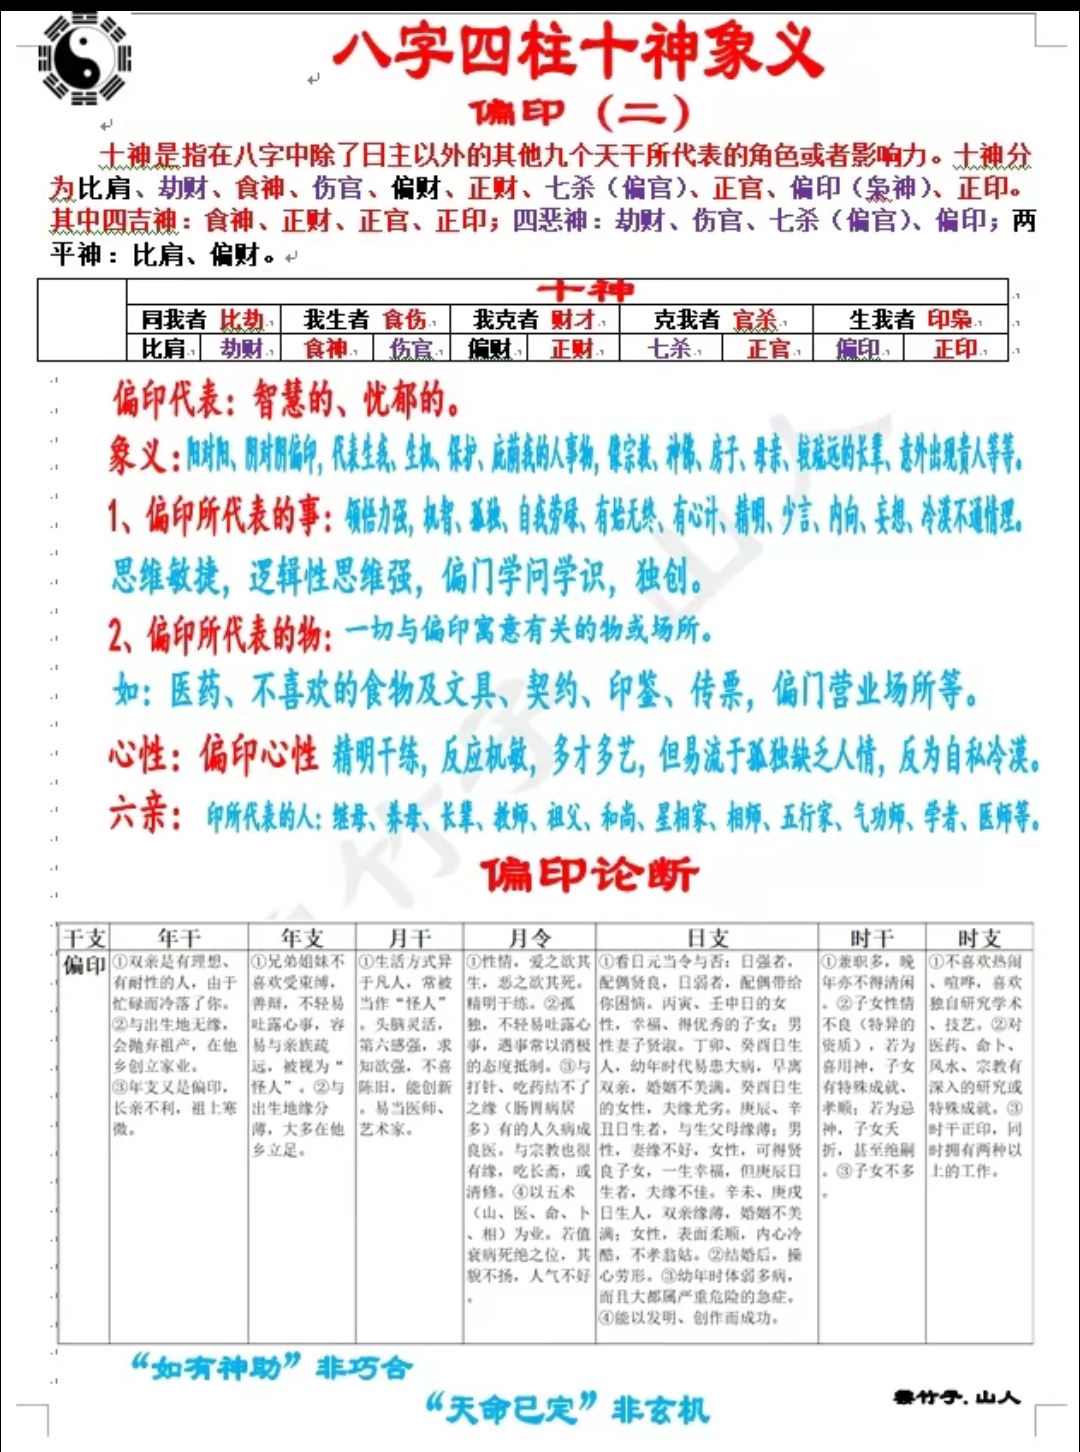 八字四柱十神象义
偏印（二）
十神是指在八字中除了日主以外的其他九个天干所代表的角色或者影响力。十神分
为比肩、劫财、食神、伤官、偏财、正财、七杀（偏官）、正官、偏印（枭神）、正印。
其中四吉神：食神、正财、正官、正印；四恶神：劫财、伤官、七杀（偏官）、偏印；两
平神：比肩、偏财。
十神
同我者 比劫 我生者 食伤 我克者 财才 克我者 官杀 生我者 印枭
比肩 劫财 食神 伤官 偏财 正财 七杀 正官 偏印 正印
偏印代表：智慧的、忧郁的。
象义：阳对阳、阴对阴偏印，代表生我、生机、保护、庇荫我的人事物，像宗教、神佛、房子、母亲、较疏远的长辈、意外出现贵人等等。
1、偏印所代表的事：领悟力强，机智、孤独、自我劳碌、有始无终、有心计、精明、少言、内向、妄想、冷漠不通情理。
思维敏捷，逻辑性思维强，偏门学问学识，独创。
2、偏印所代表的物：一切与偏印寓意有关的物或场所。
如：医药、不喜欢的食物及文具、契约、印鉴、传票，偏门营业场所等。
心性：偏印心性 精明干练，反应机敏，多才多艺，但易流于孤独缺乏人情，反为自私冷漠。
六亲：印所代表的人：继母、养母、长辈、教师、祖父、和尚、星相家、相师、五行家、气功师、学者、医师等。
偏印论断
干支 年干 年支 月干 月令 日支 时干 时支
偏印
①双亲是有理想、
有耐性的人，由于
忙碌而冷落了你。
②与出生地无缘，
会抛弃祖产，在他
乡创立家业。
③年支又是偏印，
长亲不利，祖上寒
微。
①兄弟姐妹不
喜欢受束缚，
善辩，不轻易
吐露心事，容
易与亲族疏
远，被视为“
怪人”。②与
出生地缘分
薄，大多在他
乡立足。
①生活方式异
于凡人，常被
当作“怪人”
。头脑灵活，
第六感强，求
知欲强，不喜
陈旧，能创新
。易当医师、
艺术家。
①性情，爱之欲其
生，恶之欲其死。
精明干练。②孤
独，不轻易吐露心
事，遇事常以消极
的态度抵制。③与
打针、吃药结不了
之缘（肠胃病居
多）有的人久病成
良医。与宗教也很
有缘，吃长斋，或
清修。④以五术
（山、医、命、卜
、相）为业。若值
衰病死绝之位，其
貌不扬，人气不好
。
①看日元当令与否：日强者，
配偶贤良，日弱者，配偶带给
你困恼。丙寅、壬申日的女
性，幸福、得优秀的子女；男
性妻子贤淑。丁卯、癸酉日生
人，幼年时代易患大病，早离
双亲，婚姻不美满。癸酉日生
的女性，夫缘尤劣。庚辰、辛
丑日生者，与生父母缘薄；男
性，妻缘不好，女性，可得贤
良子女，一生幸福，但庚辰日
生者，夫缘不佳。辛未、庚戌
日生人，双亲缘薄，婚姻不美
满；女性，表面柔顺，内心冷
酷，不孝翁姑。②结婚后，操
心劳形。③幼年时体弱多病，
而且大都属严重危险的急症。
④能以发明、创作而成功。
①兼职多，晚
年亦不得清闲
。②子女性情
不良（特异的
资质），若为
喜用神，子女
有特殊成就、
孝顺；若为忌
神，子女夭
折，甚至绝嗣
。③子女不多
。
①不喜欢热闹
、喧哗，喜欢
独自研究学术
、技艺。②对
医药、命卜、
风水、宗教有
深入的研究或
特殊成就。③
时干正印，同
时拥有两种以
上的工作。
“如有神助”非巧合
“天命已定”非玄机
云竹子.山人